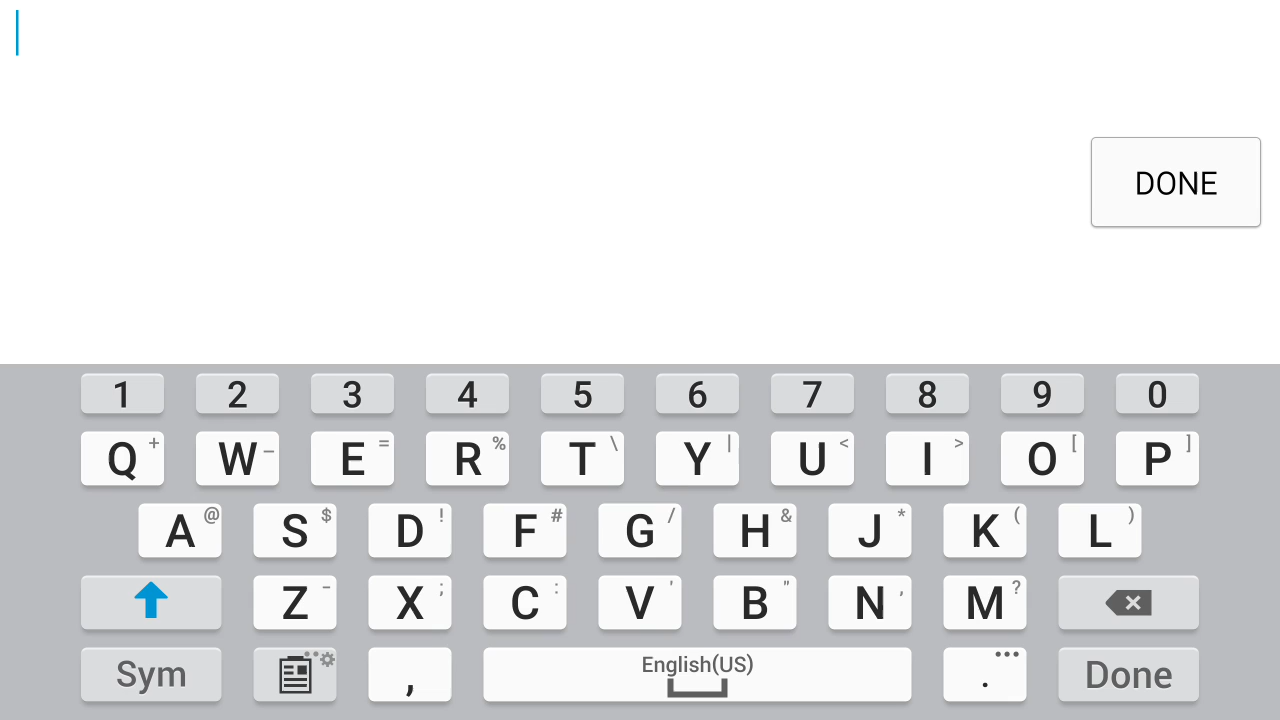 DONE
1 2 3 4 5 6 7 8 9 0
Q + W _ E = R % T \ Y | U < I > O [ P ]
A @ S $ D ! F # G / H & J * K ( L )
Z - X ; C : V ' B " N , M ?
Sym , English(US) . ... Done